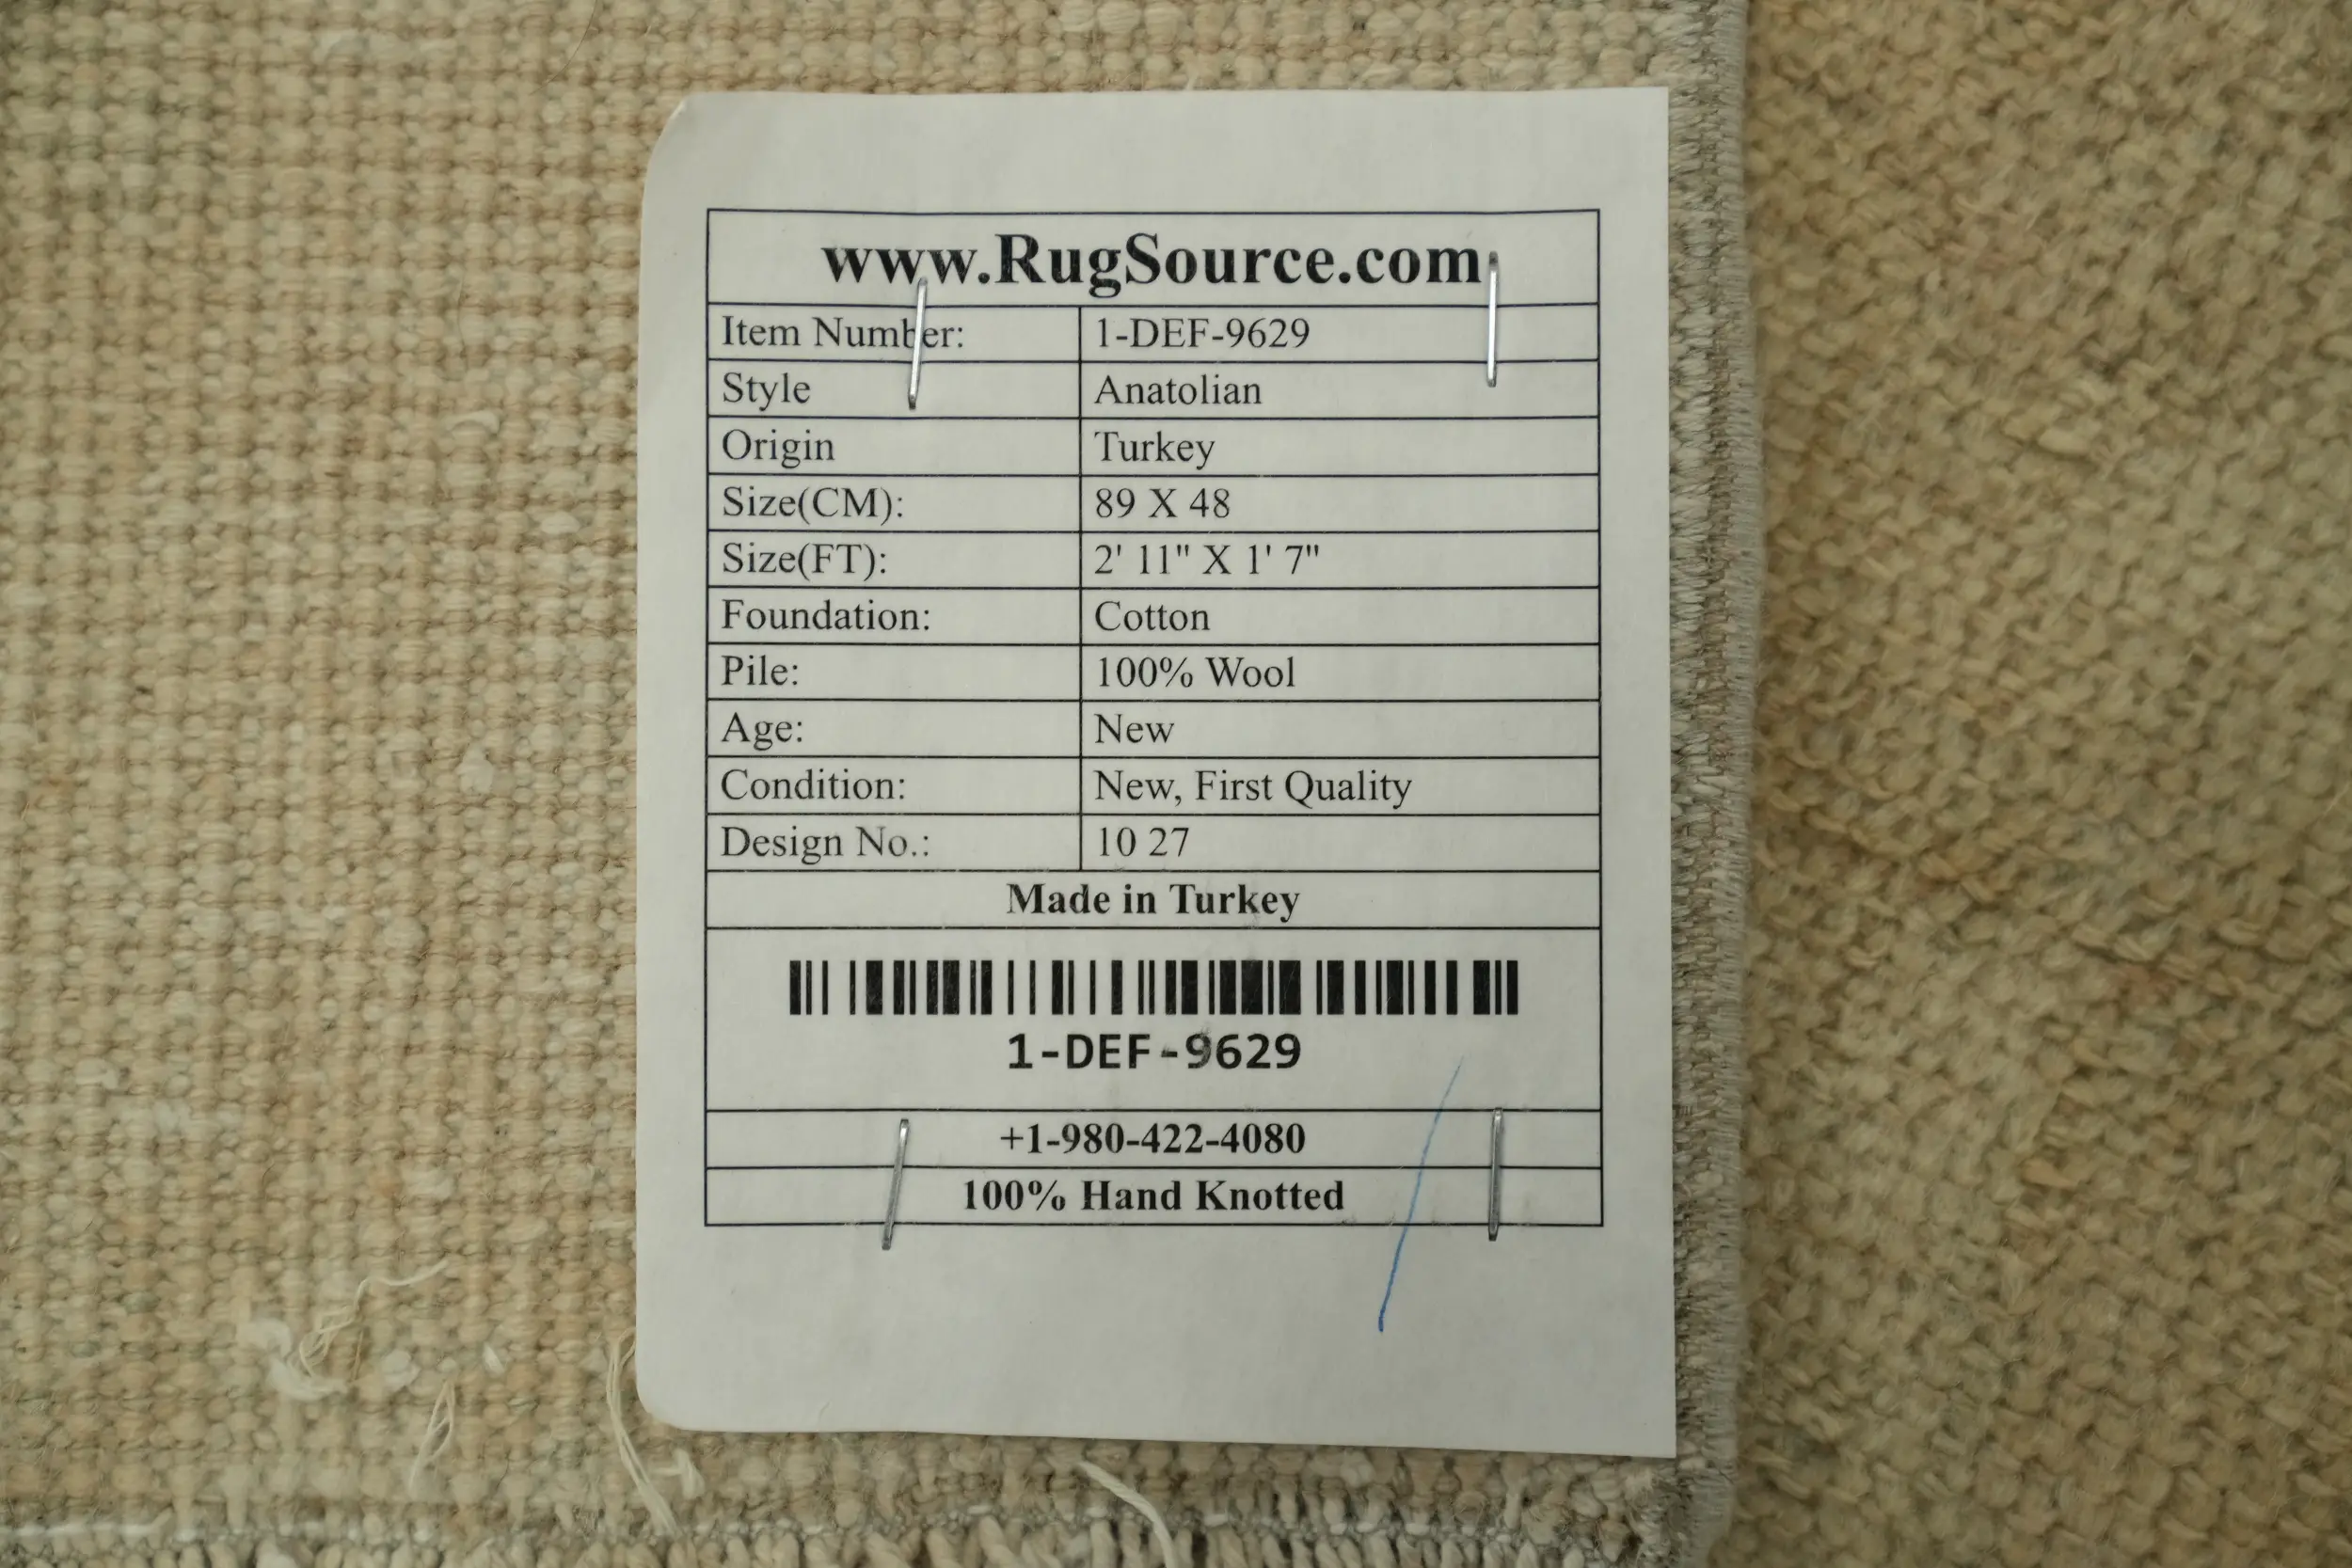 www.RugSource.com
Item Number: 1-DEF-9629
Style Anatolian
Origin Turkey
Size(CM): 89 X 48
Size(FT): 2' 11" X 1' 7"
Foundation: Cotton
Pile: 100% Wool
Age: New
Condition: New, First Quality
Design No.: 10 27
Made in Turkey
1-DEF-9629
+1-980-422-4080
100% Hand Knotted